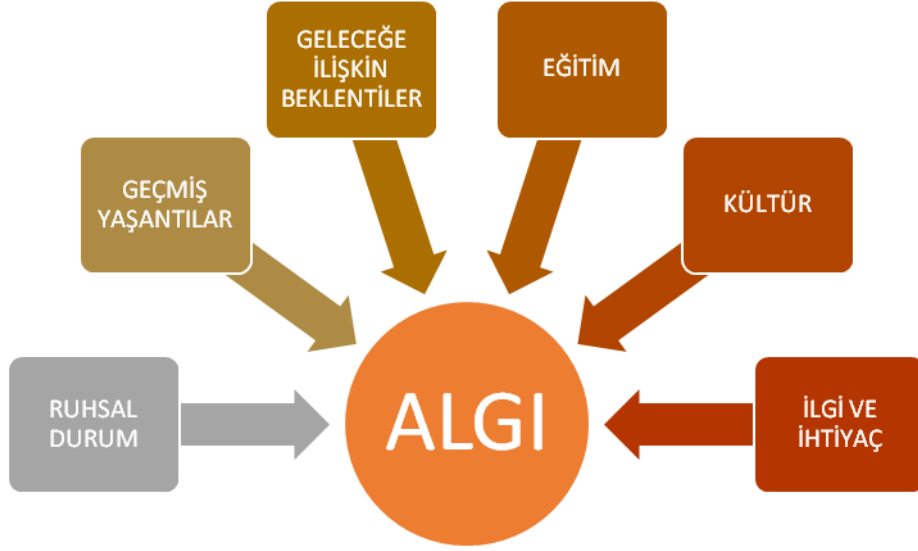 GELECEĞE
İLİŞKİN
BEKLENTİLER
EĞİTİM
GEÇMİŞ
YAŞANTILAR
KÜLTÜR
RUHSAL
DURUM
ALGI
İLGİ VE
İHTİYAÇ